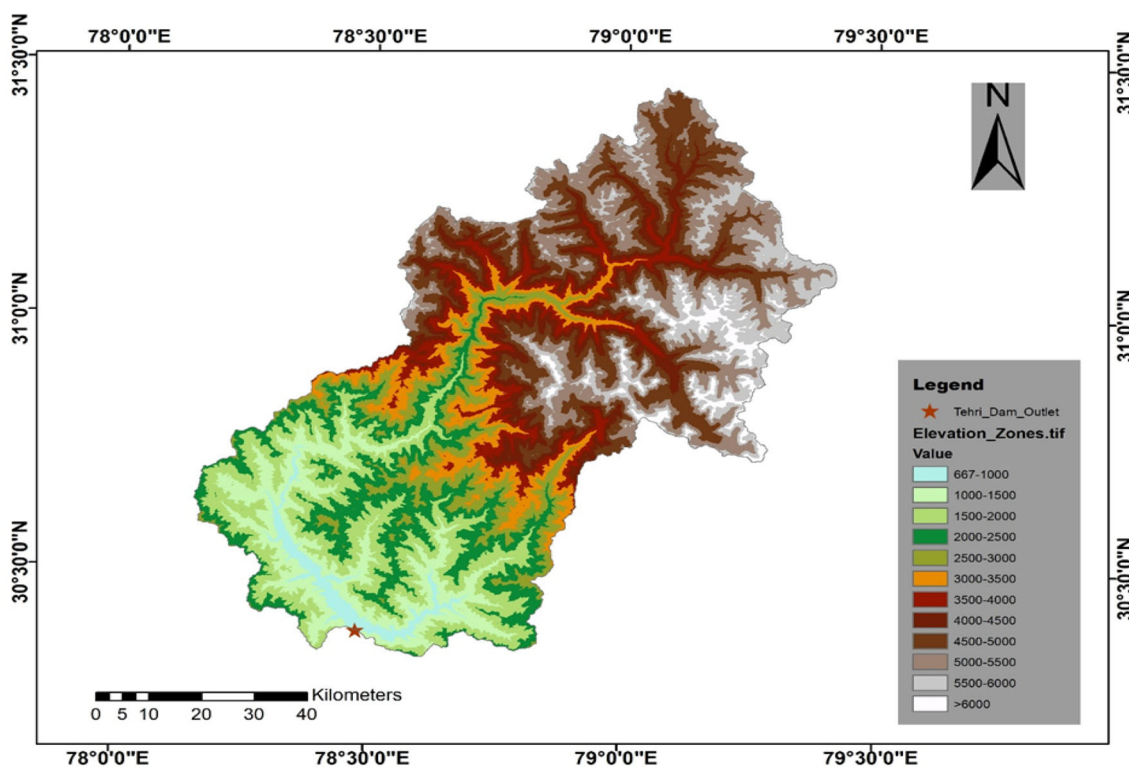 78°0'0"E 78°30'0"E 79°0'0"E 79°30'0"E
31°30'0"N
31°30'0"N
N
31°0'0"N
31°0'0"N
30°30'0"N
30°30'0"N
Legend
Tehri_Dam_Outlet
Elevation_Zones.tif
Value
667-1000
1000-1500
1500-2000
2000-2500
2500-3000
3000-3500
3500-4000
4000-4500
4500-5000
5000-5500
5500-6000
>6000
Kilometers
0 5 10 20 30 40
78°0'0"E 78°30'0"E 79°0'0"E 79°30'0"E